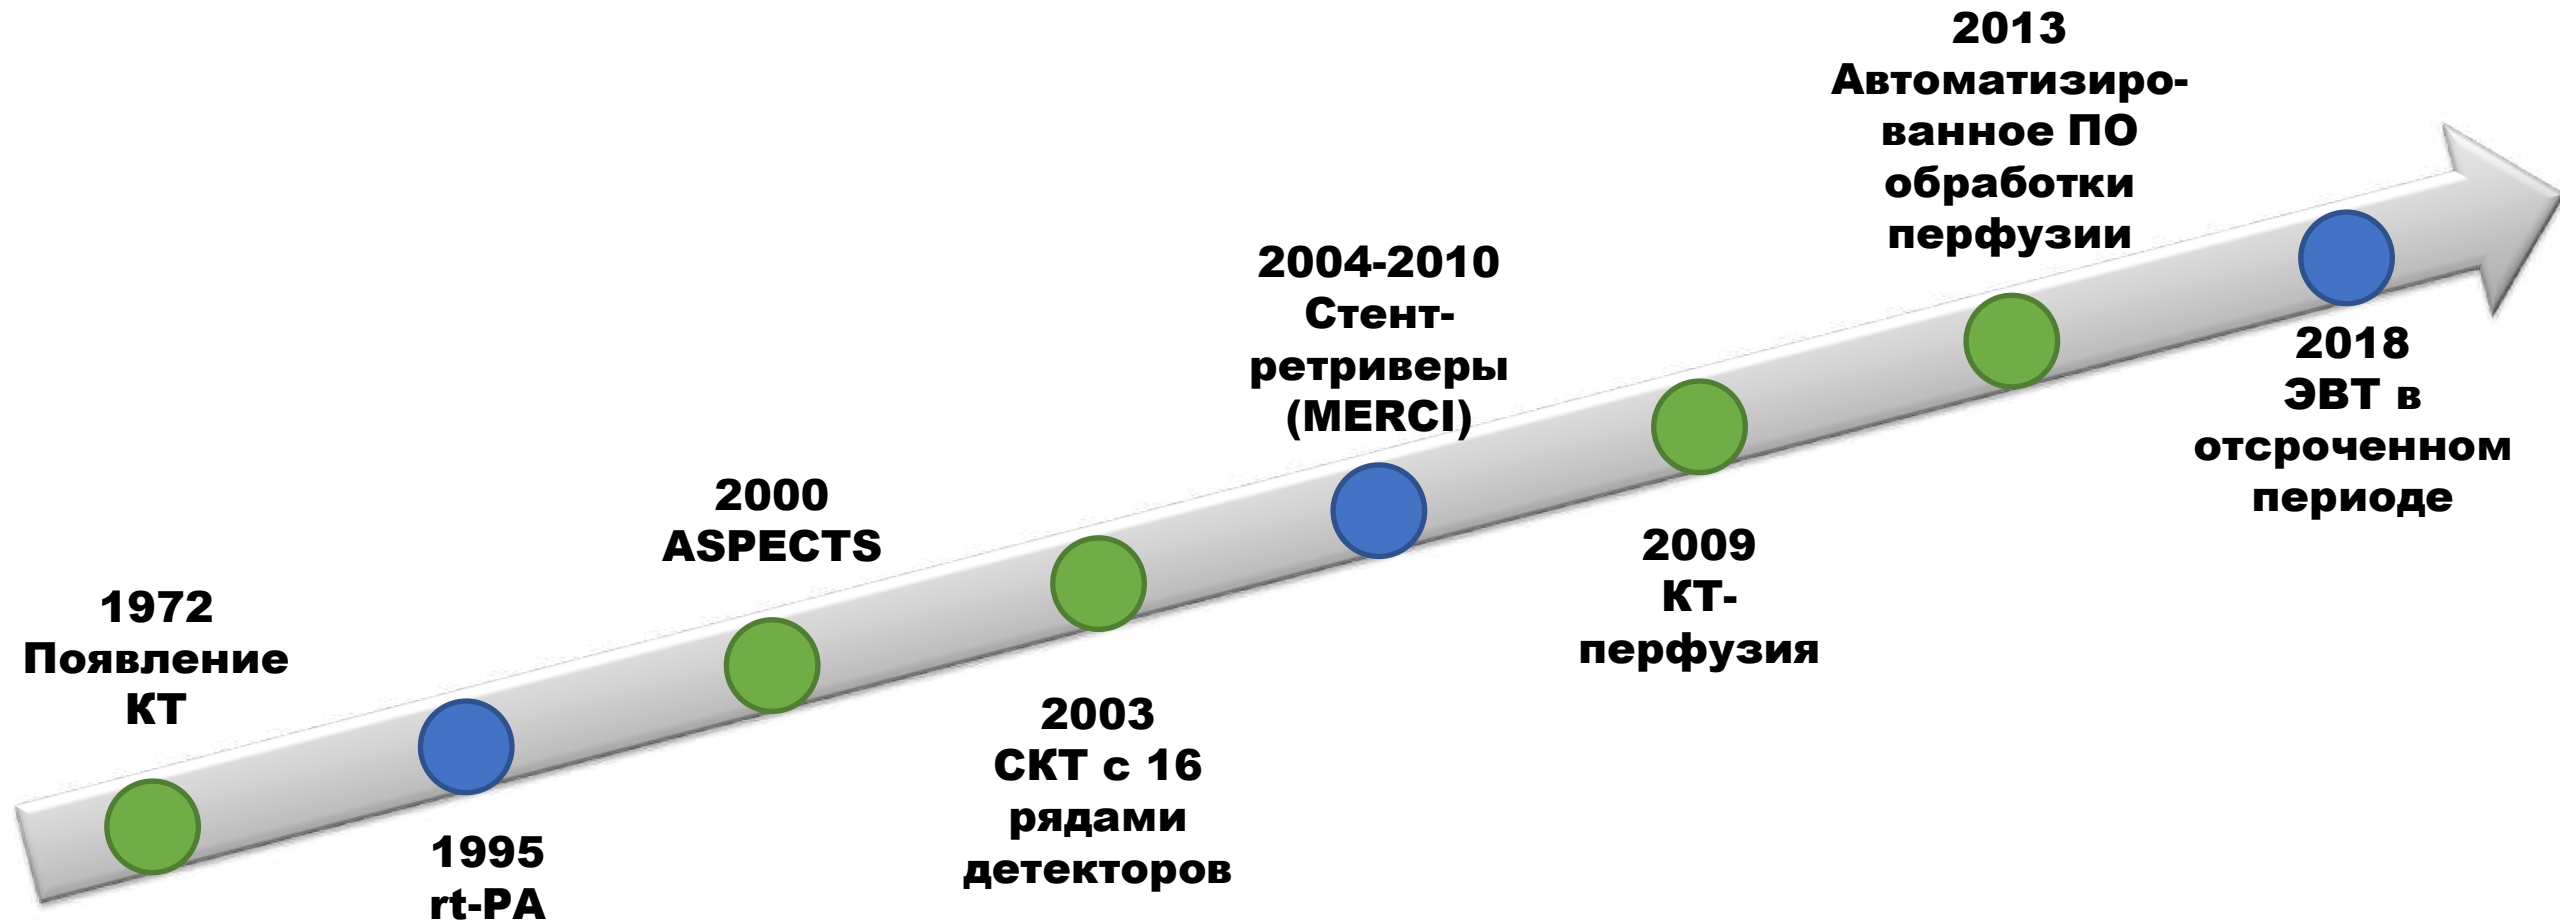 1972
Появление
КТ
1995
rt-PA
2000
ASPECTS
2003
СКТ с 16
рядами
детекторов
2004-2010
Стент-
ретриверы
(MERCI)
2009
КТ-
перфузия
2013
Автоматизиро-
ванное ПО
обработки
перфузии
2018
ЭВТ в
отсроченном
периоде